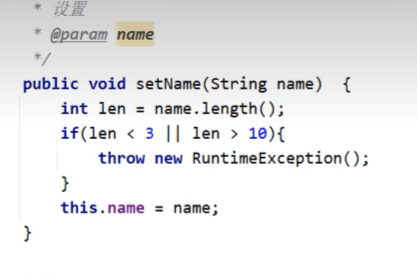 * 设置
* @param name
*/
public void setName(String name)  {
    int len = name.length();
    if(len < 3 || len > 10){
        throw new RuntimeException();
    }
    this.name = name;
}